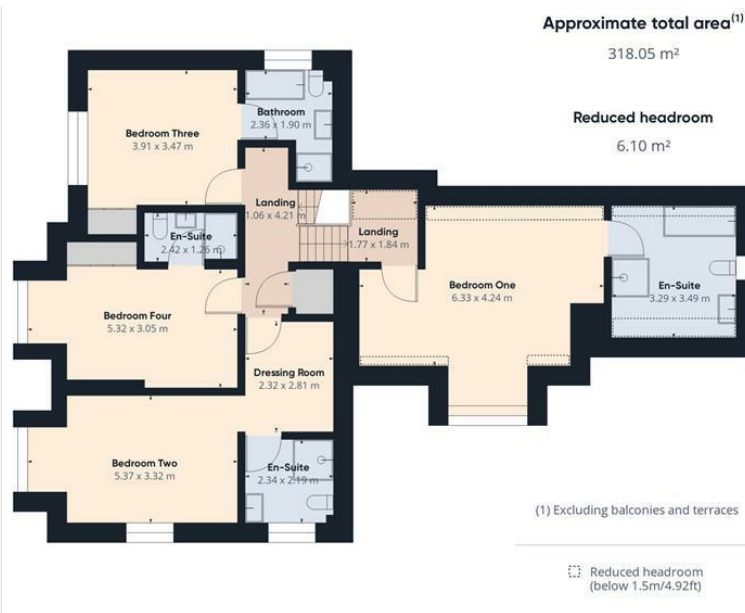 Approximate total area(1)
318.05 m²
Reduced headroom
6.10 m²
Bathroom
2.36 x 1.90 m
Bedroom Three
3.91 x 3.47 m
Landing
1.06 x 4.21 m
Landing
1.77 x 1.84 m
En-Suite
2.42 x 1.26 m
Bedroom One
6.33 x 4.24 m
En-Suite
3.29 x 3.49 m
Bedroom Four
5.32 x 3.05 m
Dressing Room
2.32 x 2.81 m
Bedroom Two
5.37 x 3.32 m
En-Suite
2.34 x 2.19 m
(1) Excluding balconies and terraces
Reduced headroom
(below 1.5m/4.92ft)